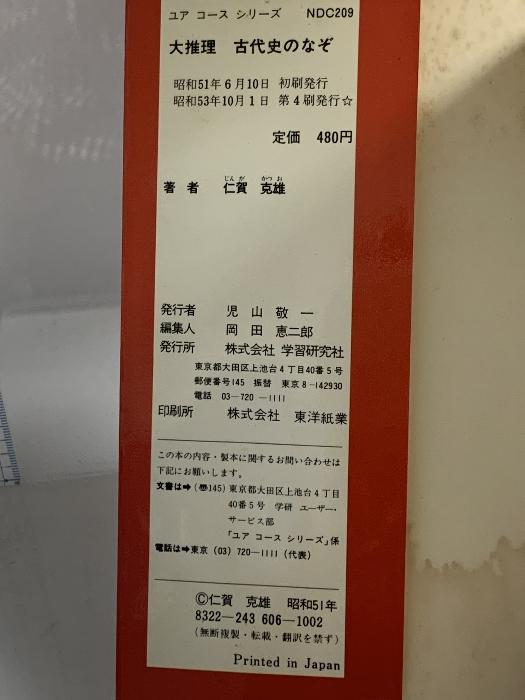 ユア コース シリーズ　NDC209
大推理　古代史のなぞ
昭和51年6月10日　初刷発行
昭和53年10月1日　第4刷発行☆
定価　480円
じんが　かつお
著者　仁賀　克雄
発行者　児山敬一
編集人　岡田恵二郎
発行所　株式会社 学習研究社
東京都大田区上池台4丁目40番5号
郵便番号145　振替　東京8-142930
電話　03-720-1111
印刷所　株式会社　東洋紙業
この本の内容・製本に関するお問い合わせは
下記にお願いします。
文書は➡(〠145)東京都大田区上池台4丁目
40番5号　学研 ユーザー・
サービス部
「ユア コース シリーズ」係
電話は➡東京(03)720-1111(代表)
©仁賀　克雄　昭和51年
8322-243 606-1002
(無断複製・転載・翻訳を禁ず)
Printed in Japan